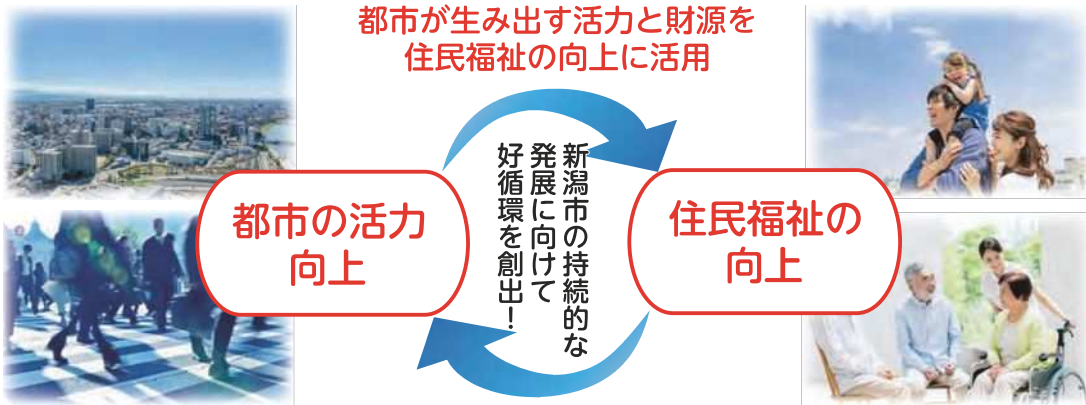 都市が生み出す活力と財源を
住民福祉の向上に活用
都市の活力
向上
新潟市の持続的な
発展に向けて
好循環を創出！
住民福祉の
向上